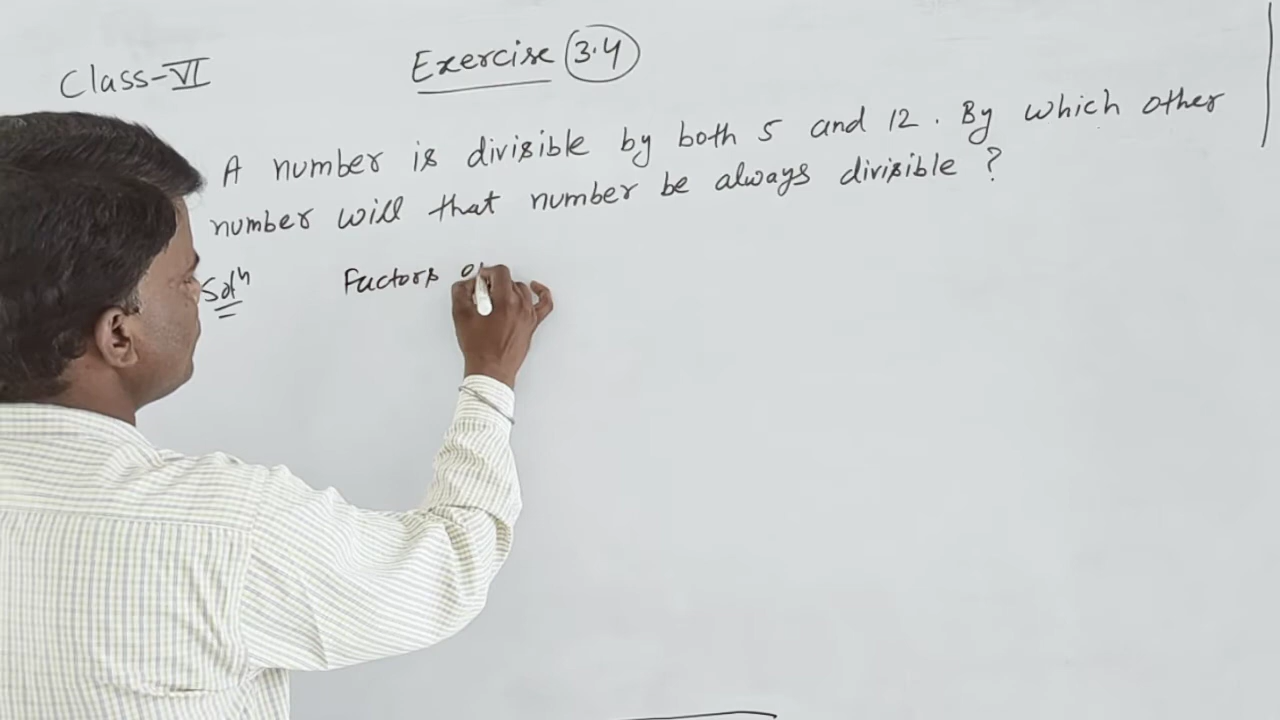 Class-VI
Exercise 3.4
A number is divisible by both 5 and 12. By which other
number will that number be always divisible?
Solⁿ
Factors